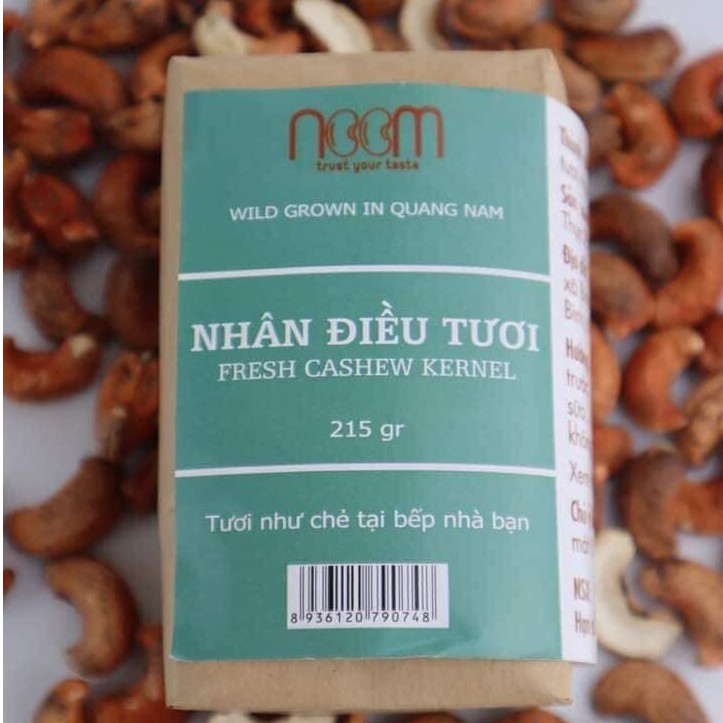 noom
trust your taste
WILD GROWN IN QUANG NAM
NHÂN ĐIỀU TƯƠI
FRESH CASHEW KERNEL
215 gr
Tươi như chẻ tại bếp nhà bạn
8 936120 790748